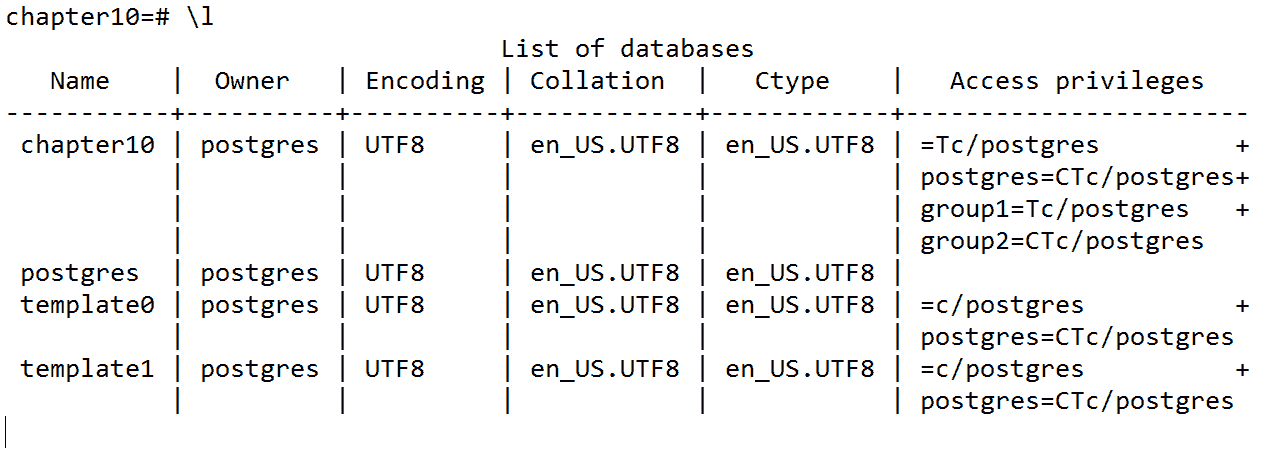 chapter10=# \l
                                 List of databases
   Name    |  Owner   | Encoding | Collation  |   Ctype    |   Access privileges
-----------+----------+----------+------------+------------+-----------------------
 chapter10 | postgres | UTF8     | en_US.UTF8 | en_US.UTF8 | =Tc/postgres         +
           |          |          |            |            | postgres=CTc/postgres+
           |          |          |            |            | group1=Tc/postgres   +
           |          |          |            |            | group2=CTc/postgres
 postgres  | postgres | UTF8     | en_US.UTF8 | en_US.UTF8 |
 template0 | postgres | UTF8     | en_US.UTF8 | en_US.UTF8 | =c/postgres          +
           |          |          |            |            | postgres=CTc/postgres
 template1 | postgres | UTF8     | en_US.UTF8 | en_US.UTF8 | =c/postgres          +
           |          |          |            |            | postgres=CTc/postgres